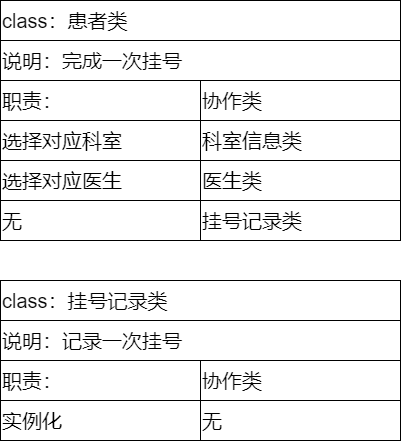 class：患者类
说明：完成一次挂号
职责： 协作类
选择对应科室 科室信息类
选择对应医生 医生类
无 挂号记录类
class：挂号记录类
说明：记录一次挂号
职责： 协作类
实例化 无